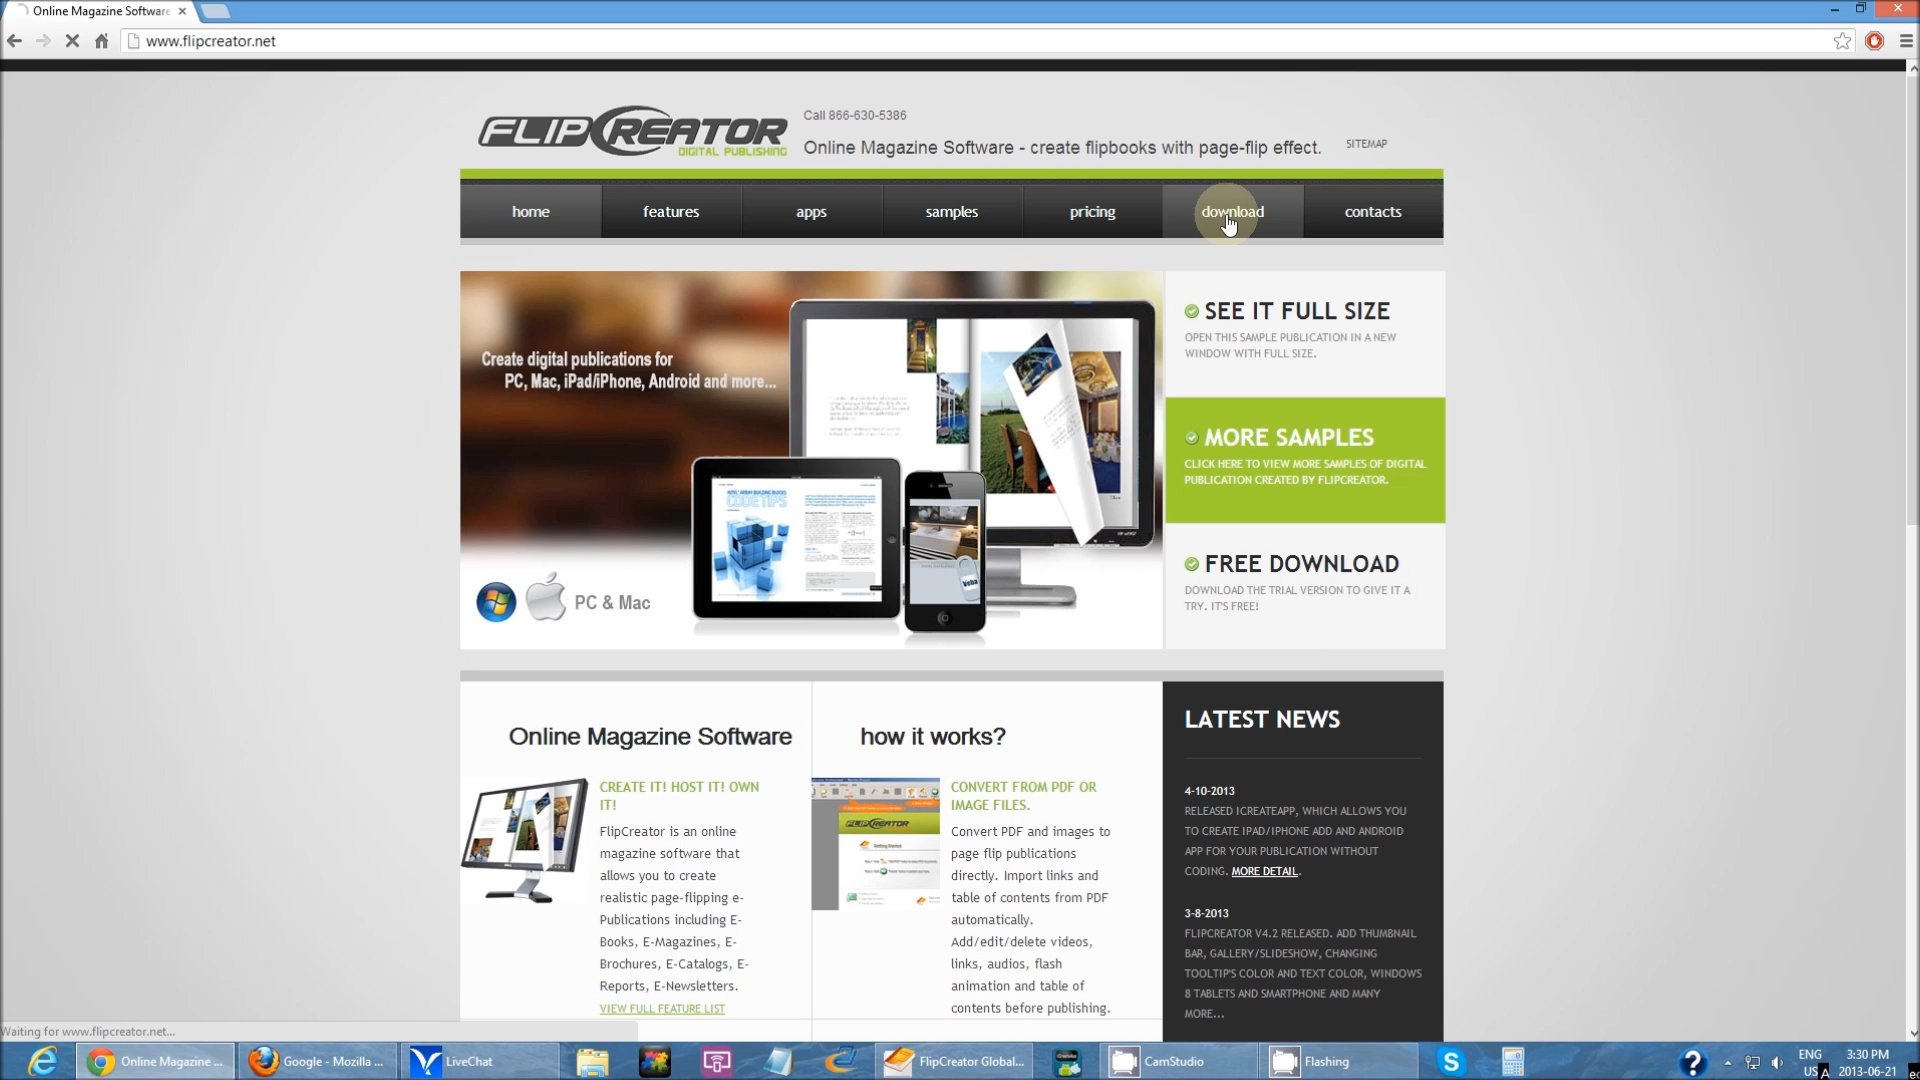 Online Magazine Software
www.flipcreator.net
FLIPCREATOR
DIGITAL PUBLISHING
Call 866-630-5386
Online Magazine Software - create flipbooks with page-flip effect.
SITEMAP
home
features
apps
samples
pricing
download
contacts
Create digital publications for
PC, Mac, iPad/iPhone, Android and more...
CODE TIPS
PC & Mac
SEE IT FULL SIZE
OPEN THIS SAMPLE PUBLICATION IN A NEW
WINDOW WITH FULL SIZE.
MORE SAMPLES
CLICK HERE TO VIEW MORE SAMPLES OF DIGITAL
PUBLICATION CREATED BY FLIPCREATOR.
FREE DOWNLOAD
DOWNLOAD THE TRIAL VERSION TO GIVE IT A
TRY. IT'S FREE!
Online Magazine Software
CREATE IT! HOST IT! OWN
IT!
FlipCreator is an online
magazine software that
allows you to create
realistic page-flipping e-
Publications including E-
Books, E-Magazines, E-
Brochures, E-Catalogs, E-
Reports, E-Newsletters.
VIEW FULL FEATURE LIST
how it works?
FLIPCREATOR
Getting Started
CONVERT FROM PDF OR
IMAGE FILES.
Convert PDF and images to
page flip publications
directly. Import links and
table of contents from PDF
automatically.
Add/edit/delete videos,
links, audios, flash
animation and table of
contents before publishing.
LATEST NEWS
4-10-2013
RELEASED ICREATEAPP, WHICH ALLOWS YOU
TO CREATE IPAD/IPHONE ADD AND ANDROID
APP FOR YOUR PUBLICATION WITHOUT
CODING. MORE DETAIL.
3-8-2013
FLIPCREATOR V4.2 RELEASED. ADD THUMBNAIL
BAR, GALLERY/SLIDESHOW, CHANGING
TOOLTIP'S COLOR AND TEXT COLOR, WINDOWS
8 TABLETS AND SMARTPHONE AND MANY
MORE...
Waiting for www.flipcreator.net...
Online Magazine ...
Google - Mozilla ...
LiveChat
FlipCreator Global...
CamStudio
Flashing
ENG
US
3:30 PM
2013-06-21